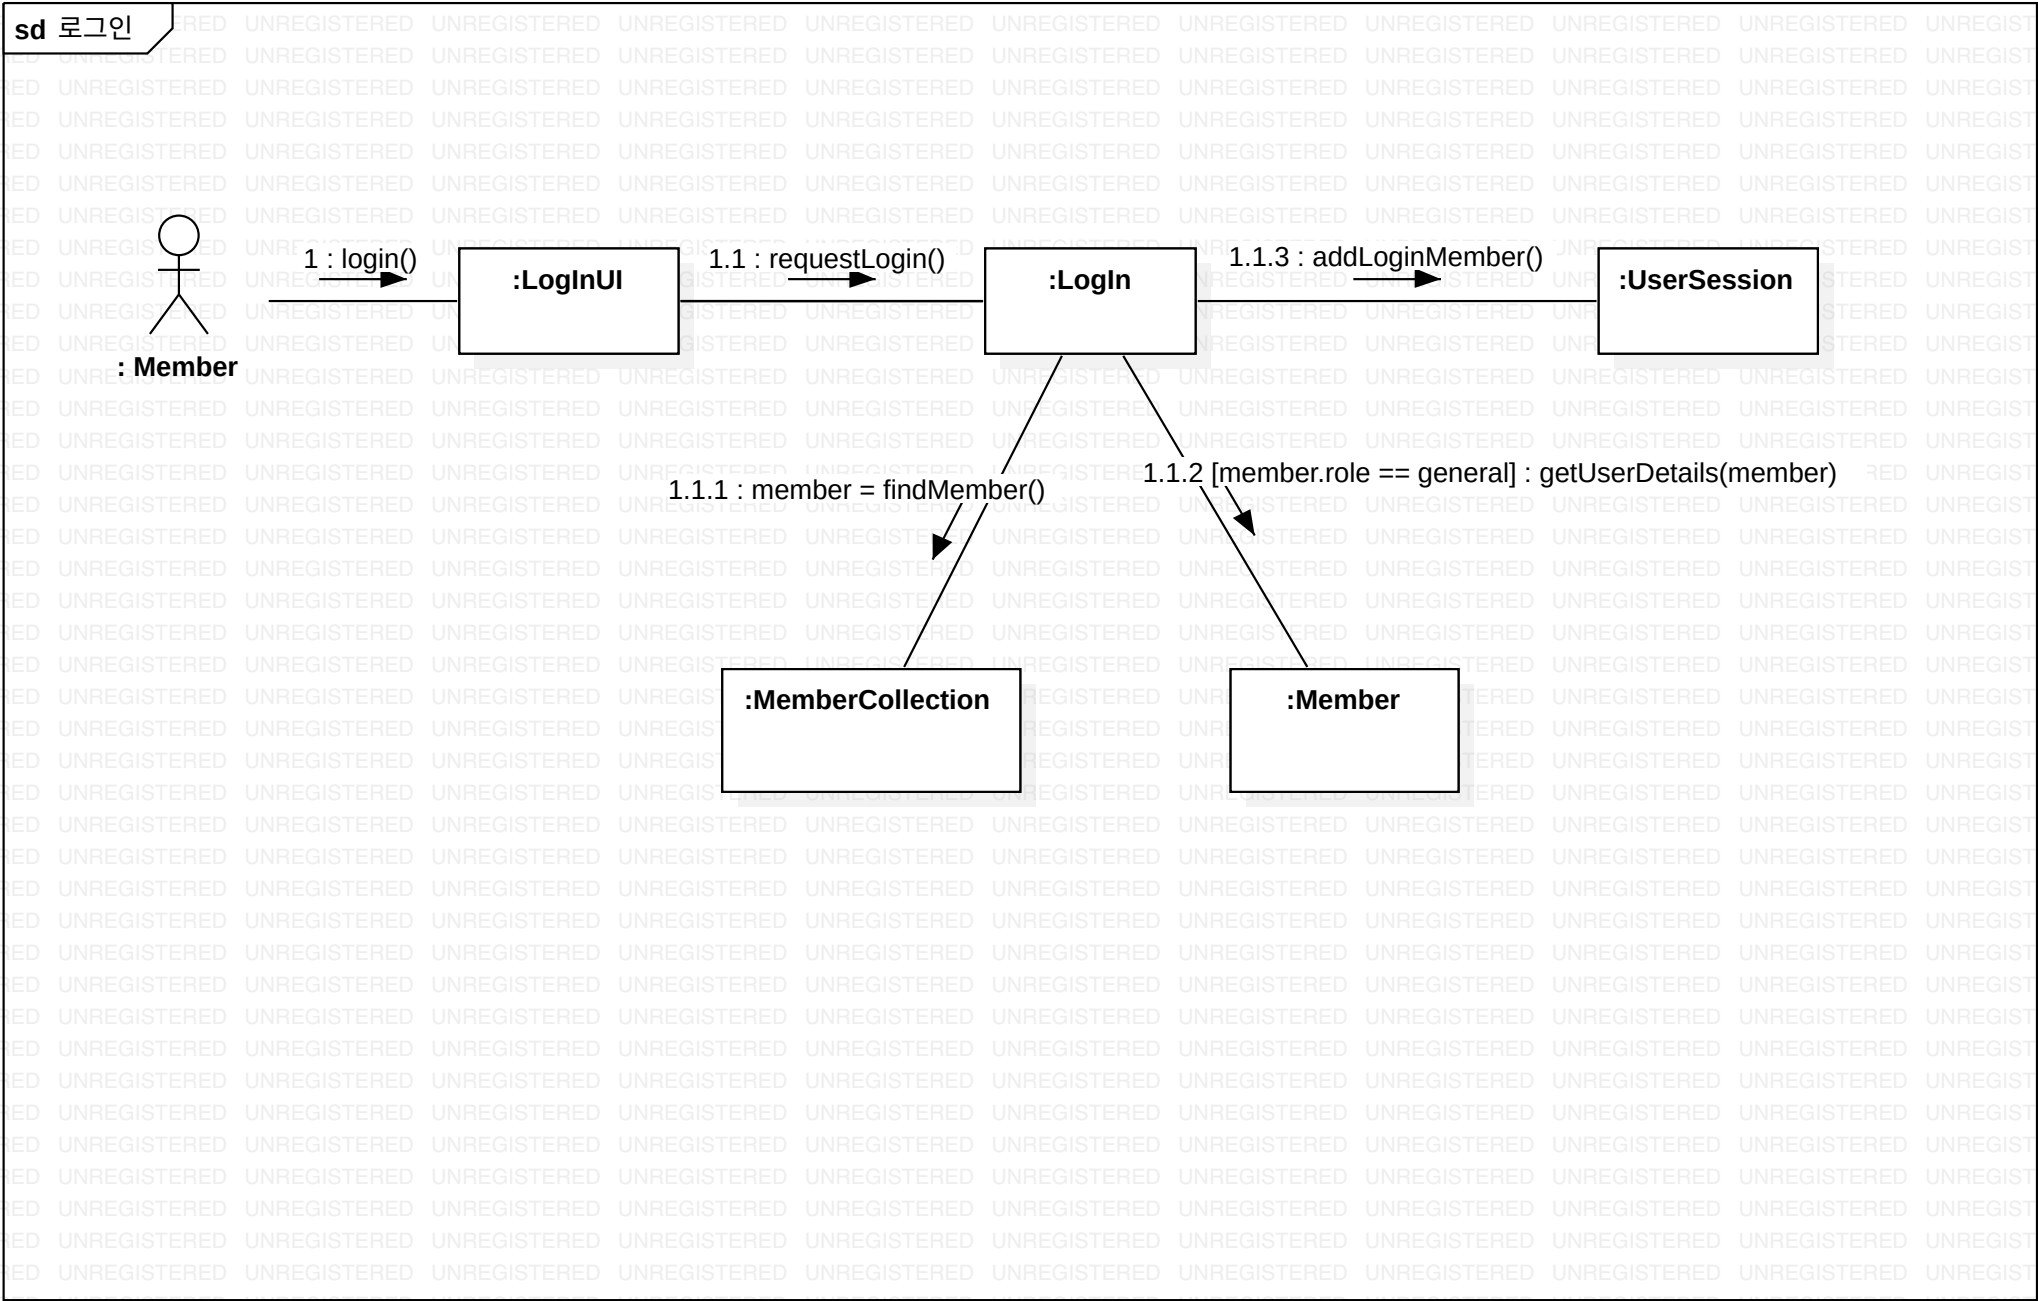 sd 로그인
1 : login()
1.1 : requestLogin()
1.1.3 : addLoginMember()
:LogInUI
:LogIn
:UserSession
: Member
1.1.1 : member = findMember()
1.1.2 [member.role == general] : getUserDetails(member)
:MemberCollection
:Member
UNREGISTERED